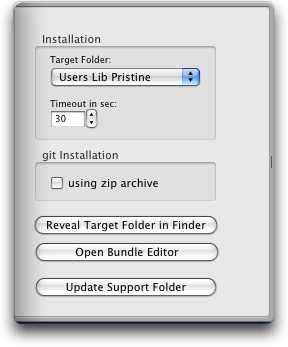 Installation
Target Folder:
Users Lib Pristine
Timeout in sec:
30
git Installation
using zip archive
Reveal Target Folder in Finder
Open Bundle Editor
Update Support Folder